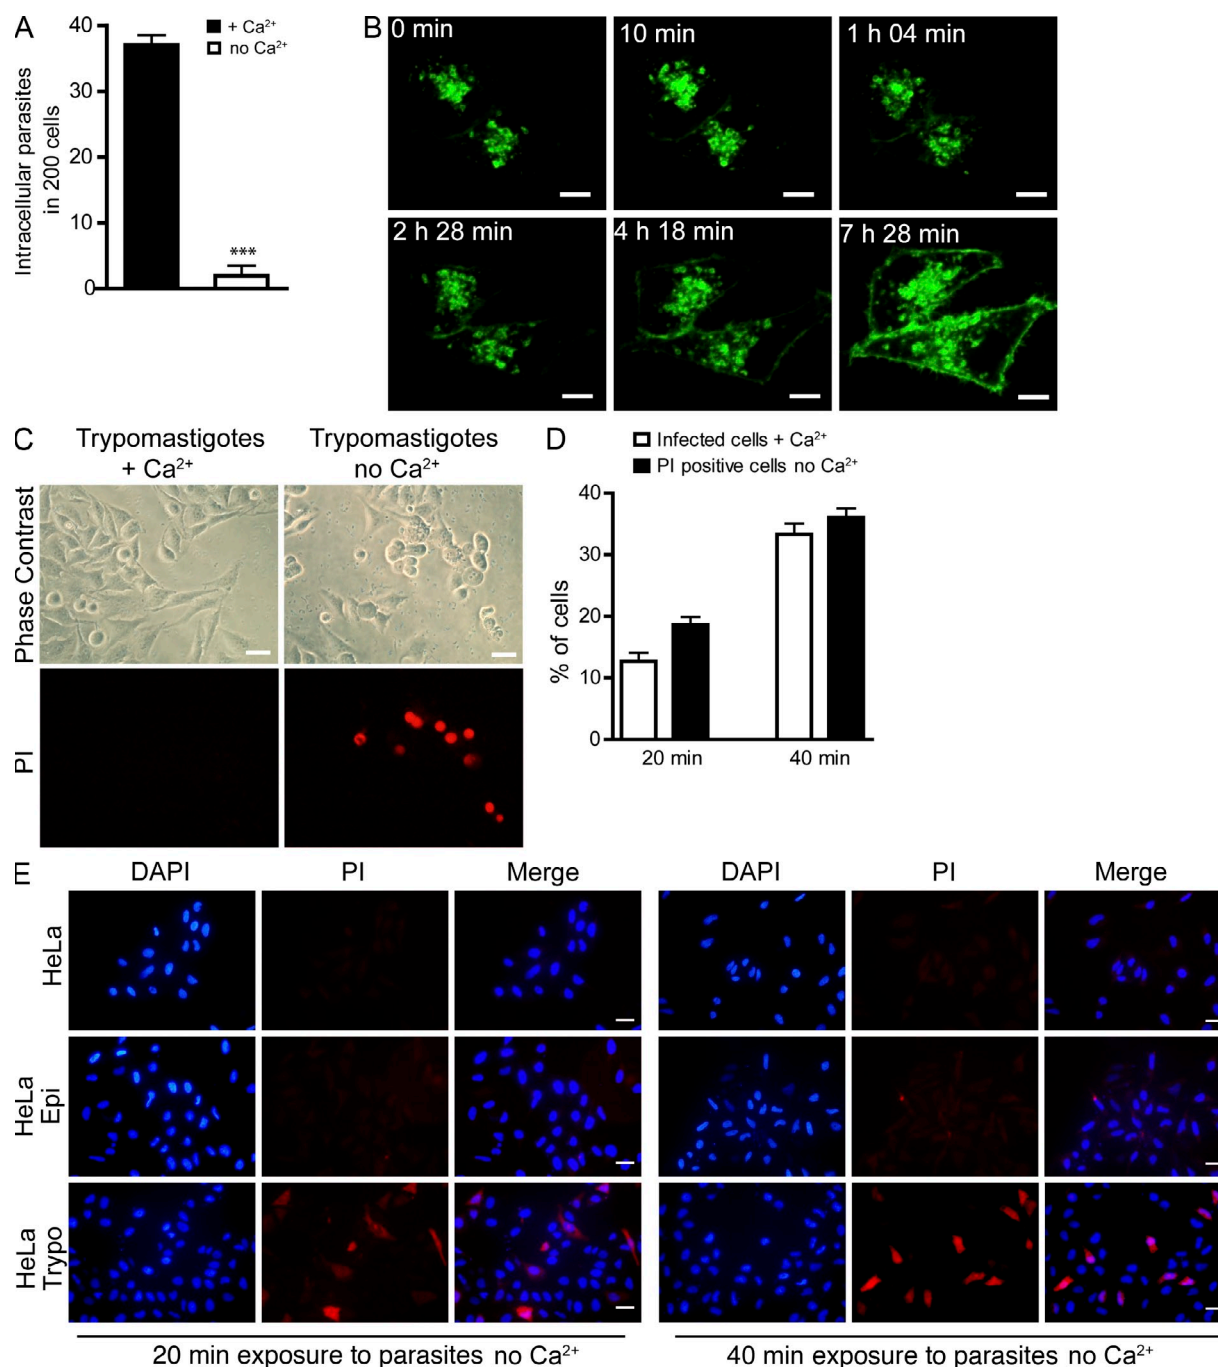 A
Intracellular parasites
in 200 cells
40
30
20
10
0
+ Ca²⁺
no Ca²⁺
***
B
0 min
10 min
1 h 04 min
2 h 28 min
4 h 18 min
7 h 28 min
C
Trypomastigotes
+ Ca²⁺
Trypomastigotes
no Ca²⁺
Phase Contrast
PI
D
Infected cells + Ca²⁺
PI positive cells no Ca²⁺
% of cells
40
30
20
10
0
20 min
40 min
E
DAPI
PI
Merge
DAPI
PI
Merge
HeLa
HeLa
Epi
HeLa
Trypo
20 min exposure to parasites no Ca²⁺
40 min exposure to parasites no Ca²⁺